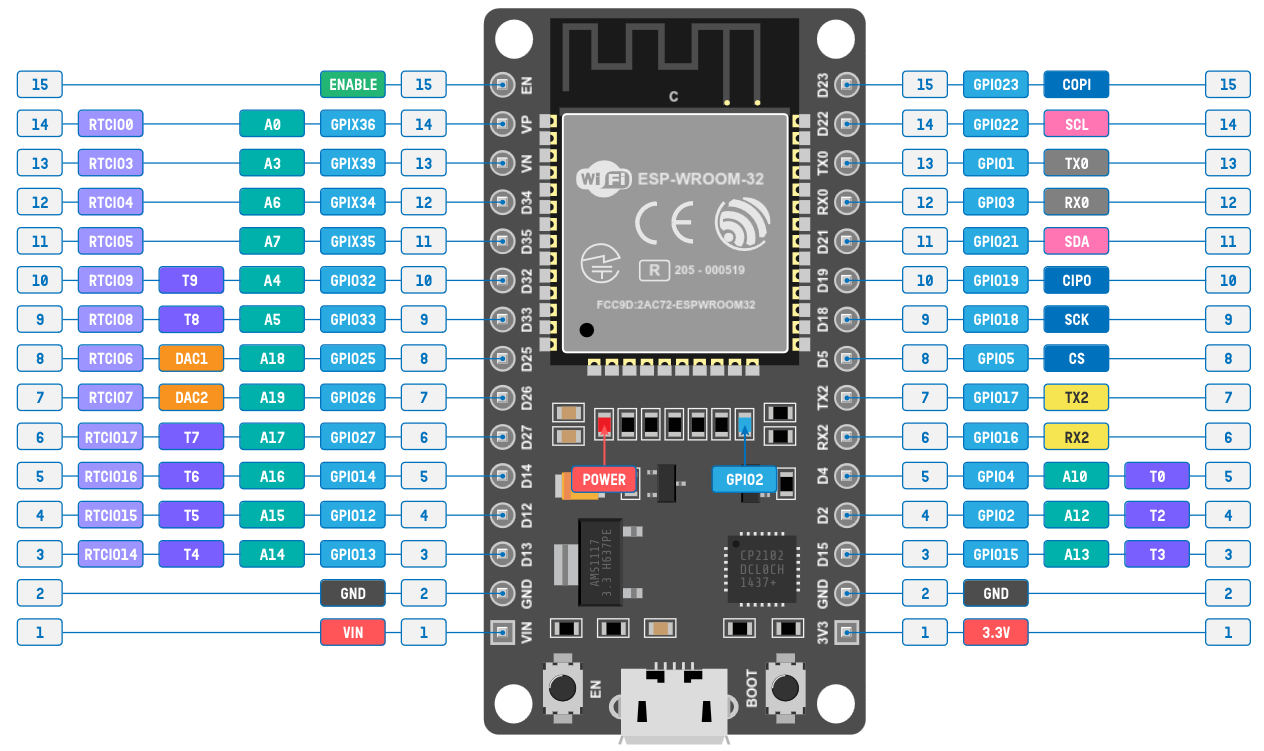 C
15 ENABLE 15 EN D23 15 GPIO23 COPI 15
14 RTCIO0 A0 GPIX36 14 VP D22 14 GPIO22 SCL 14
13 RTCIO3 A3 GPIX39 13 VN TX0 13 GPIO1 TX0 13
12 RTCIO4 A6 GPIX34 12 D34 RX0 12 GPIO3 RX0 12
11 RTCIO5 A7 GPIX35 11 D35 D21 11 GPIO21 SDA 11
10 RTCIO9 T9 A4 GPIO32 10 D32 D19 10 GPIO19 CIPO 10
9 RTCIO8 T8 A5 GPIO33 9 D33 D18 9 GPIO18 SCK 9
8 RTCIO6 DAC1 A18 GPIO25 8 D25 D5 8 GPIO5 CS 8
7 RTCIO7 DAC2 A19 GPIO26 7 D26 TX2 7 GPIO17 TX2 7
6 RTCIO17 T7 A17 GPIO27 6 D27 RX2 6 GPIO16 RX2 6
5 RTCIO16 T6 A16 GPIO14 5 D14 D4 5 GPIO4 A10 T0 5
4 RTCIO15 T5 A15 GPIO12 4 D12 D2 4 GPIO2 A12 T2 4
3 RTCIO14 T4 A14 GPIO13 3 D13 D15 3 GPIO15 A13 T3 3
2 GND 2 GND GND 2 GND 2
1 VIN 1 VIN 3V3 1 3.3V 1
WiFi ESP-WROOM-32
CE
R 205 - 000519
FCC9D:2AC72-ESPWROOM32
POWER GPIO2
AMS1117
3.3 H637PE
CP2102
DCL0CH
1437+
EN BOOT